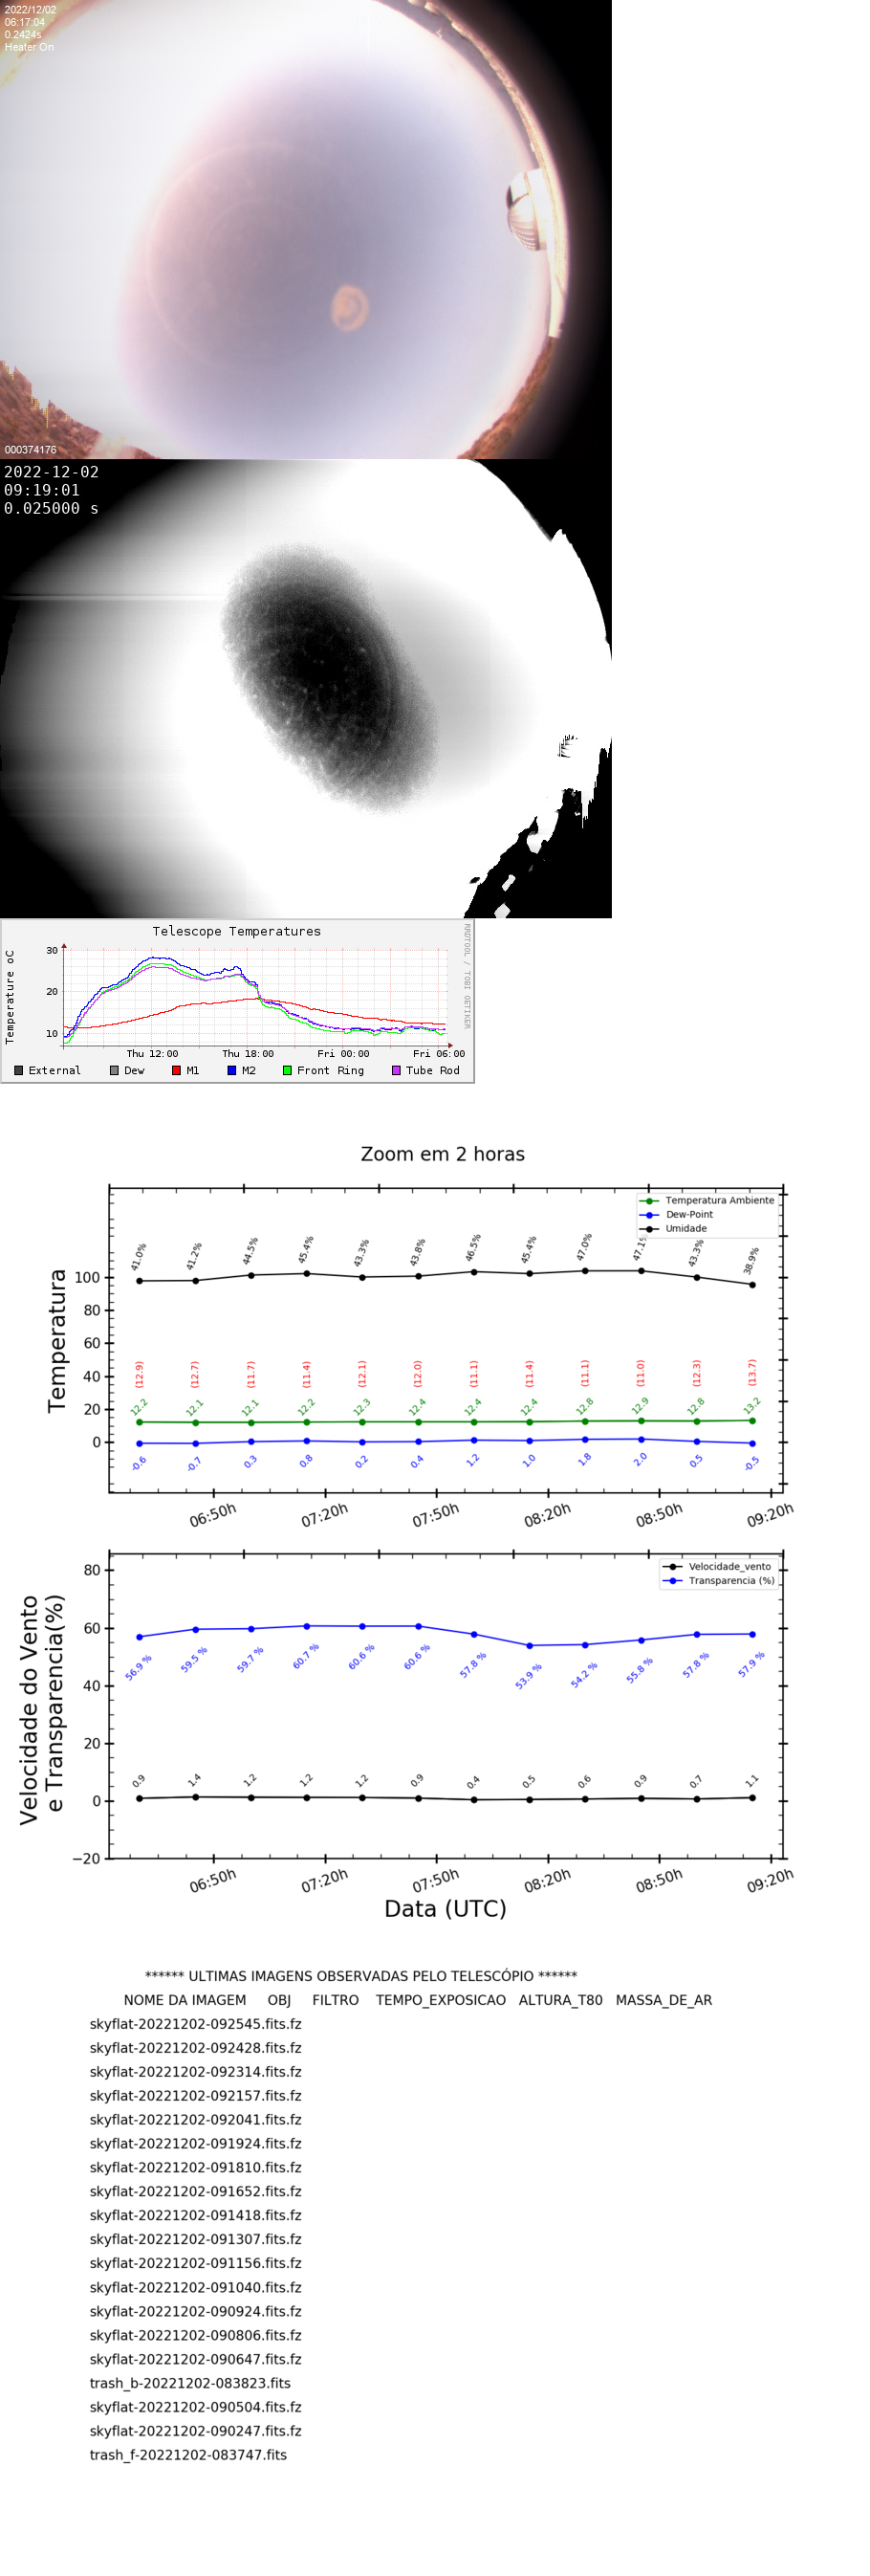 2022/12/02
06:17:04
0.2424s
Heater On
000374176
2022-12-02
09:19:01
0.025000 s
Telescope Temperatures
RRDTOOL / TOBI OETIKER
Temperature oC
30
20
10
Thu 12:00 Thu 18:00 Fri 00:00 Fri 06:00
External Dew M1 M2 Front Ring Tube Rod
Zoom em 2 horas
Temperatura
Temperatura Ambiente
Dew-Point
Umidade
41.0% 41.2% 44.5% 45.4% 43.3% 43.8% 46.5% 45.4% 47.0% 47.1% 43.3% 38.9%
100
80
60
40
20
0
(12.9) (12.7) (11.7) (11.4) (12.1) (12.0) (11.1) (11.4) (11.1) (11.0) (12.3) (13.7)
12.2 12.1 12.1 12.2 12.3 12.4 12.4 12.4 12.8 12.9 12.8 13.2
-0.6 -0.7 0.3 0.8 0.2 0.4 1.2 1.0 1.8 2.0 0.5 -0.5
06:50h 07:20h 07:50h 08:20h 08:50h 09:20h
Velocidade do Vento
e Transparencia(%)
Velocidade_vento
Transparencia (%)
80
60
40
20
0
−20
56.9 % 59.5 % 59.7 % 60.7 % 60.6 % 60.6 % 57.8 % 53.9 % 54.2 % 55.8 % 57.8 % 57.9 %
0.9 1.4 1.2 1.2 1.2 0.9 0.4 0.5 0.6 0.9 0.7 1.1
06:50h 07:20h 07:50h 08:20h 08:50h 09:20h
Data (UTC)
****** ULTIMAS IMAGENS OBSERVADAS PELO TELESCÓPIO ******
NOME DA IMAGEM OBJ FILTRO TEMPO_EXPOSICAO ALTURA_T80 MASSA_DE_AR
skyflat-20221202-092545.fits.fz
skyflat-20221202-092428.fits.fz
skyflat-20221202-092314.fits.fz
skyflat-20221202-092157.fits.fz
skyflat-20221202-092041.fits.fz
skyflat-20221202-091924.fits.fz
skyflat-20221202-091810.fits.fz
skyflat-20221202-091652.fits.fz
skyflat-20221202-091418.fits.fz
skyflat-20221202-091307.fits.fz
skyflat-20221202-091156.fits.fz
skyflat-20221202-091040.fits.fz
skyflat-20221202-090924.fits.fz
skyflat-20221202-090806.fits.fz
skyflat-20221202-090647.fits.fz
trash_b-20221202-083823.fits
skyflat-20221202-090504.fits.fz
skyflat-20221202-090247.fits.fz
trash_f-20221202-083747.fits